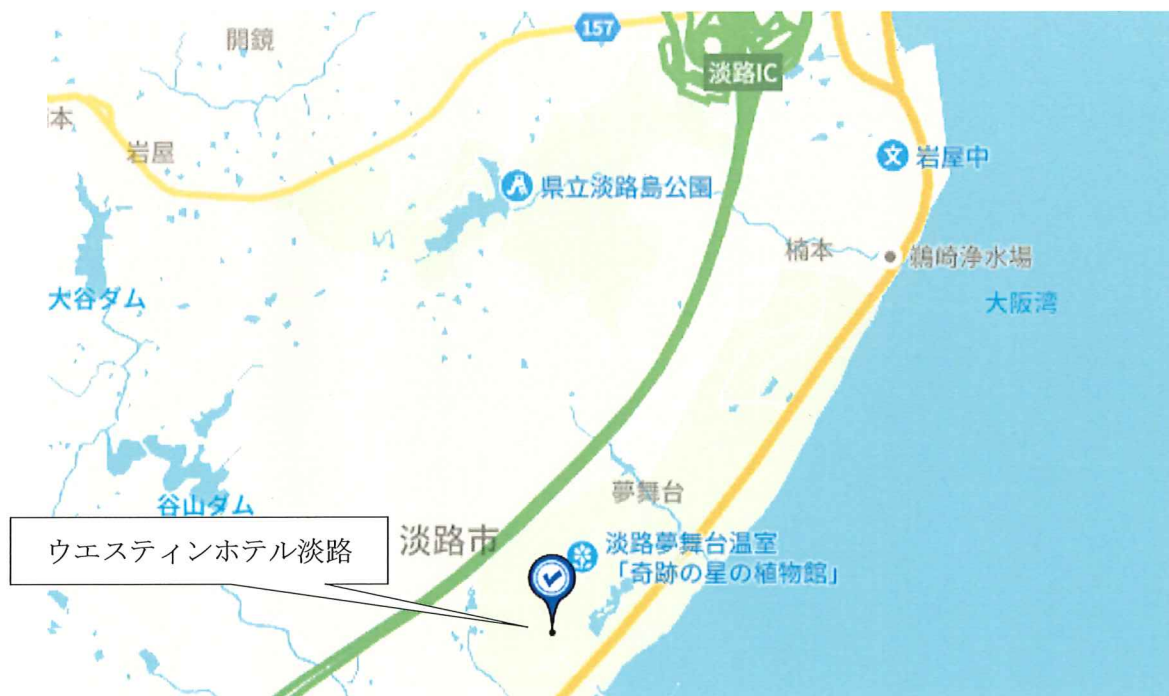 開鏡
157
淡路IC
本
岩屋
岩屋中
県立淡路島公園
楠本
鵜崎浄水場
大谷ダム
大阪湾
夢舞台
谷山ダム
淡路市
ウエスティンホテル淡路
淡路夢舞台温室
「奇跡の星の植物館」